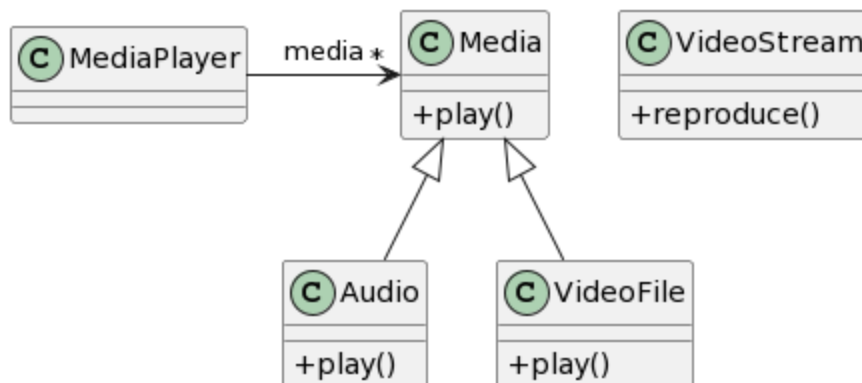 C MediaPlayer
media *
C Media
+play()
C VideoStream
+reproduce()
C Audio
+play()
C VideoFile
+play()